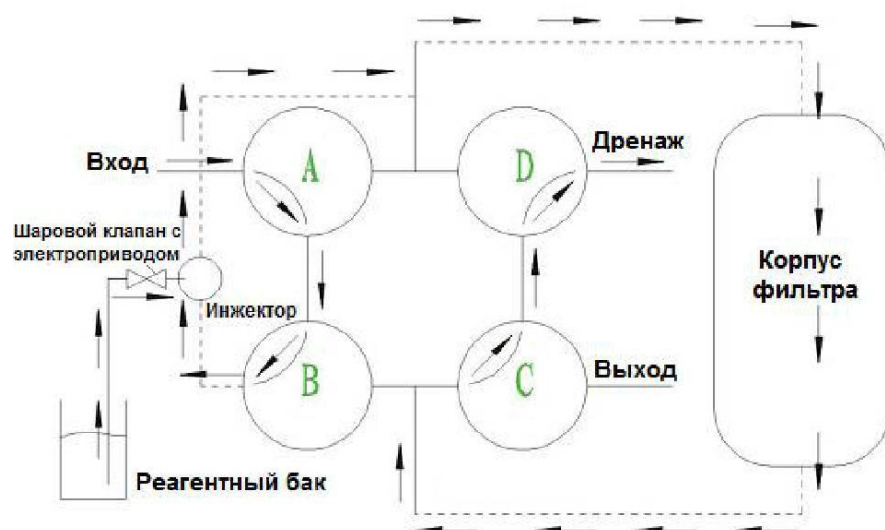 Вход
A
D
Дренаж
Шаровой клапан с
электроприводом
Инжектор
Корпус
фильтра
B
C
Выход
Реагентный бак